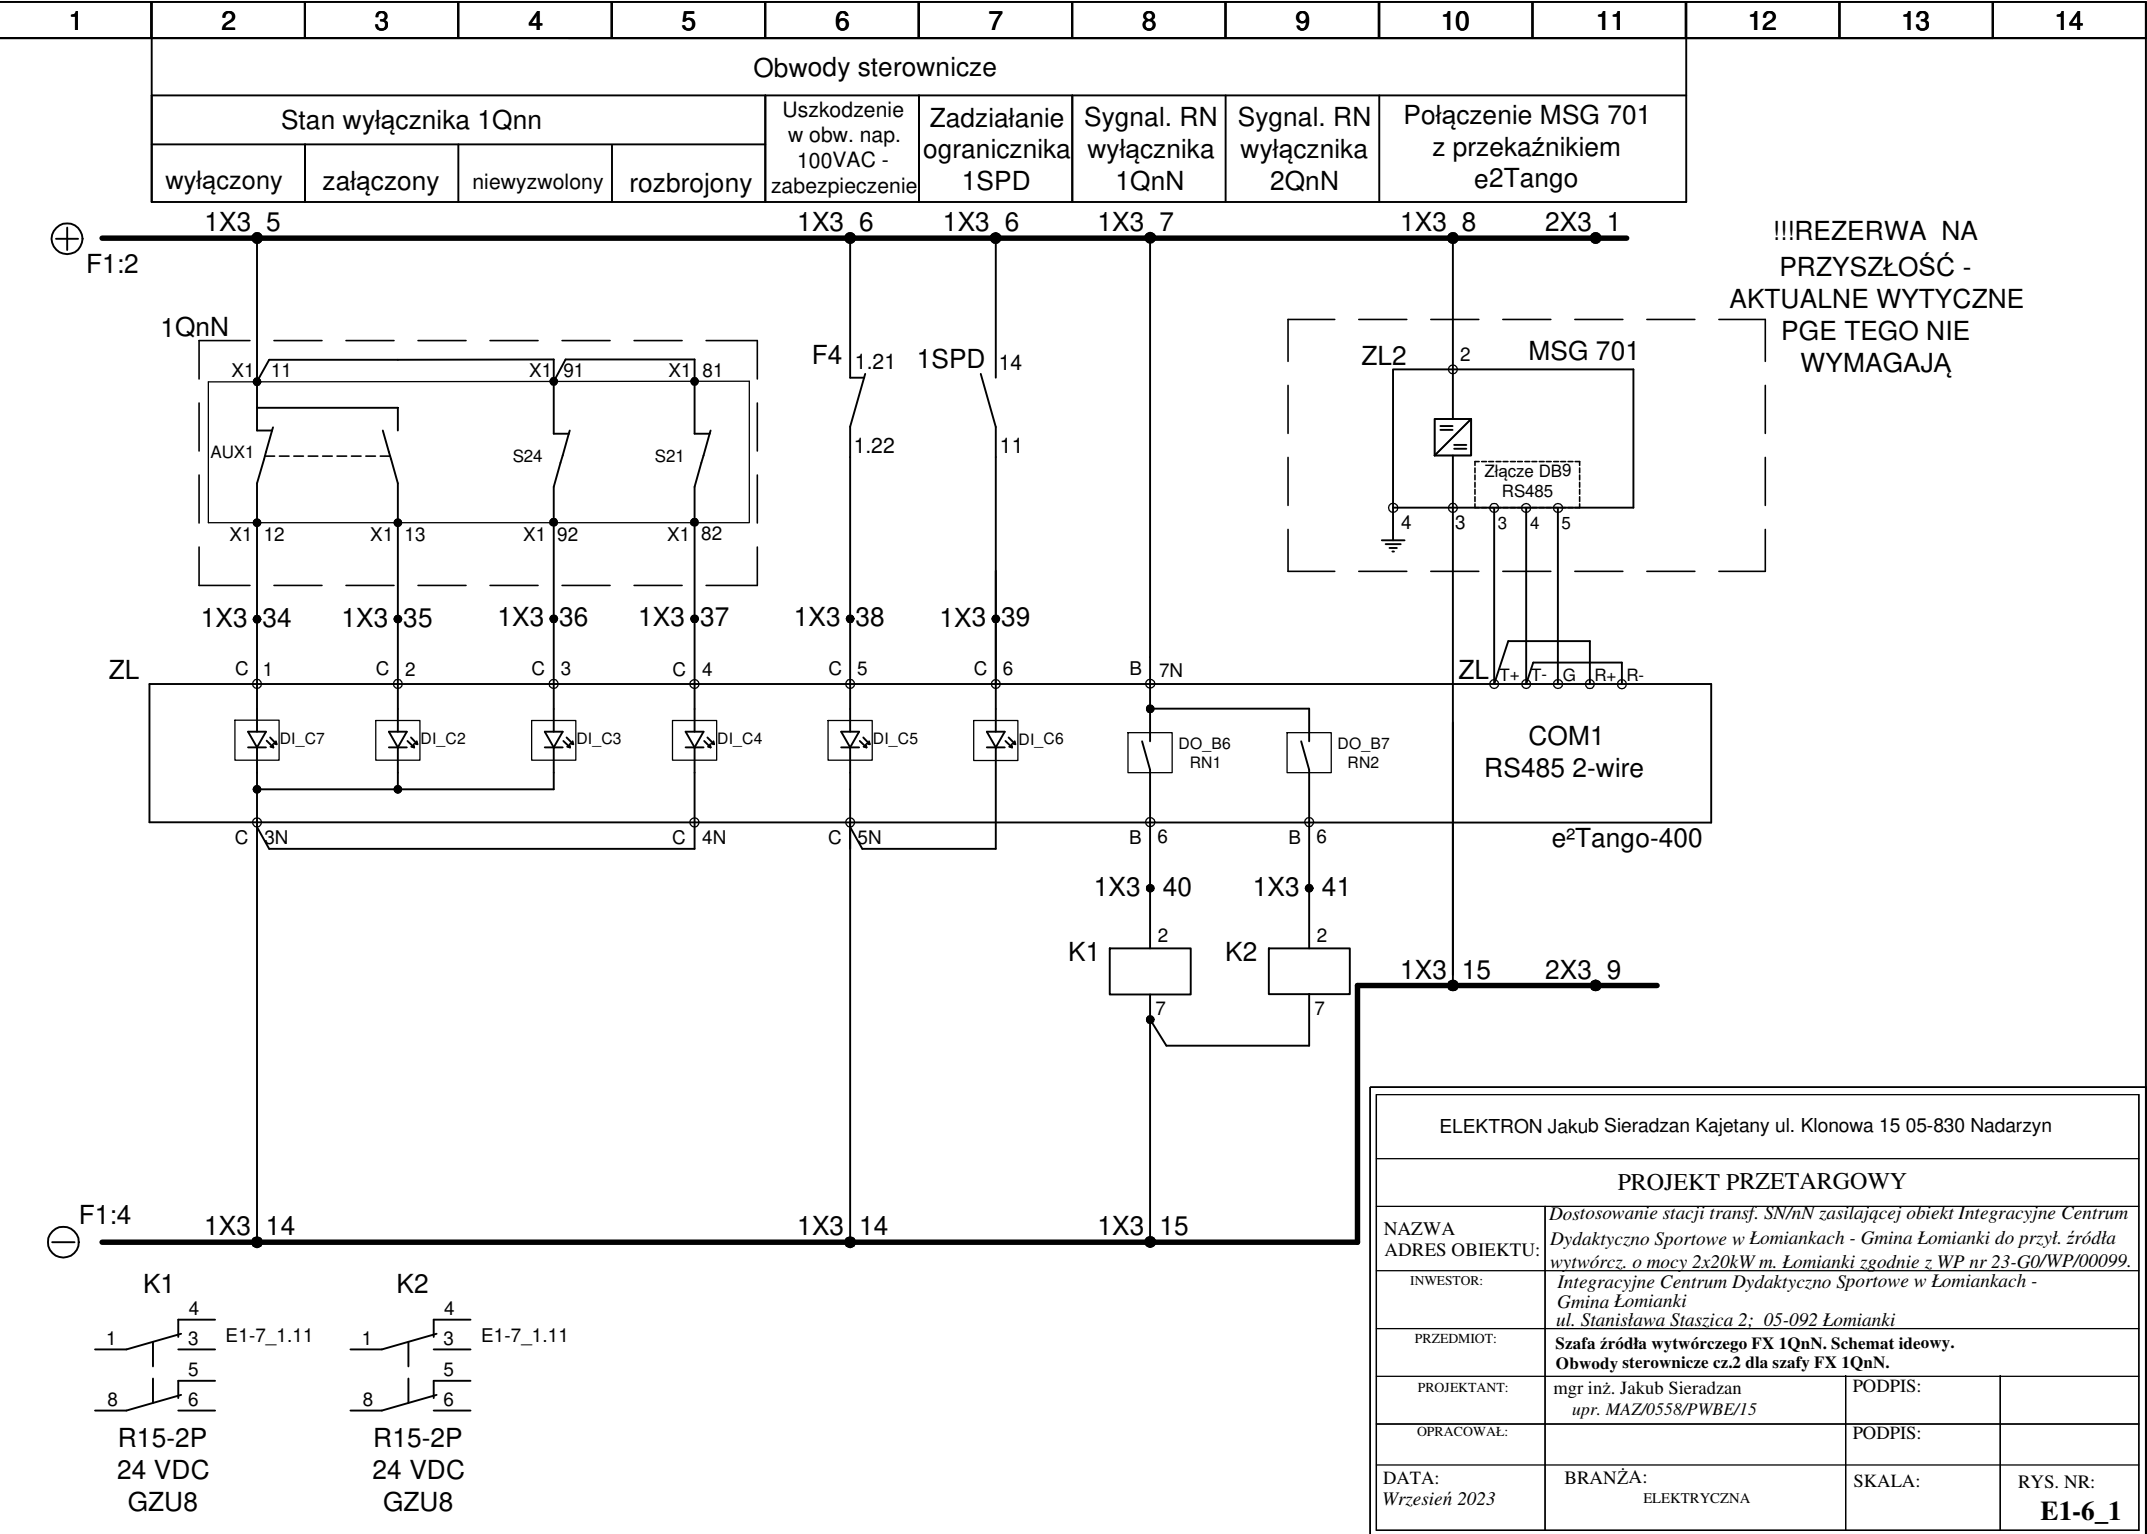 1 2 3 4 5 6 7 8 9 10 11 12 13 14
Obwody sterownicze
Stan wyłącznika 1Qnn
wyłączony
załączony
niewyzwolony
rozbrojony
Uszkodzenie
w obw. nap.
100VAC -
zabezpieczenie
Zadziałanie
ogranicznika
1SPD
Sygnal. RN
wyłącznika
1QnN
Sygnal. RN
wyłącznika
2QnN
Połączenie MSG 701
z przekaźnikiem
e2Tango
1X3 5 1X3 6 1X3 6 1X3 7 1X3 8 2X3 1
F1:2
!!!REZERWA NA
PRZYSZŁOŚĆ -
AKTUALNE WYTYCZNE
PGE TEGO NIE
WYMAGAJĄ
1QnN
X1 11 X1 91 X1 81
AUX1 S24 S21
X1 12 X1 13 X1 92 X1 82
F4 1.21
1.22
1SPD 14
11
ZL2 2 MSG 701
Złącze DB9
RS485
4 3 3 4 5
1X3 34 1X3 35 1X3 36 1X3 37 1X3 38 1X3 39
ZL C 1 C 2 C 3 C 4 C 5 C 6 B 7N ZL T+ T- G R+ R-
DI_C7 DI_C2 DI_C3 DI_C4 DI_C5 DI_C6
DO_B6
RN1
DO_B7
RN2
COM1
RS485 2-wire
C 3N C 4N C 5N B 6 B 6 e²Tango-400
1X3 40 1X3 41
K1 2 K2 2
7 7
1X3 15 2X3 9
F1:4
1X3 14 1X3 14 1X3 15
K1
4
1 3 E1-7_1.11
5
8 6
R15-2P
24 VDC
GZU8
K2
4
1 3 E1-7_1.11
5
8 6
R15-2P
24 VDC
GZU8
ELEKTRON Jakub Sieradzan Kajetany ul. Klonowa 15 05-830 Nadarzyn
PROJEKT PRZETARGOWY
NAZWA
ADRES OBIEKTU:
Dostosowanie stacji transf. SN/nN zasilającej obiekt Integracyjne Centrum
Dydaktyczno Sportowe w Łomiankach - Gmina Łomianki do przył. źródła
wytwórcz. o mocy 2x20kW m. Łomianki zgodnie z WP nr 23-G0/WP/00099.
INWESTOR:
Integracyjne Centrum Dydaktyczno Sportowe w Łomiankach -
Gmina Łomianki
ul. Stanisława Staszica 2; 05-092 Łomianki
PRZEDMIOT:
Szafa źródła wytwórczego FX 1QnN. Schemat ideowy.
Obwody sterownicze cz.2 dla szafy FX 1QnN.
PROJEKTANT:
mgr inż. Jakub Sieradzan
upr. MAZ/0558/PWBE/15
PODPIS:
OPRACOWAŁ:
PODPIS:
DATA:
Wrzesień 2023
BRANŻA:
ELEKTRYCZNA
SKALA:
RYS. NR:
E1-6_1